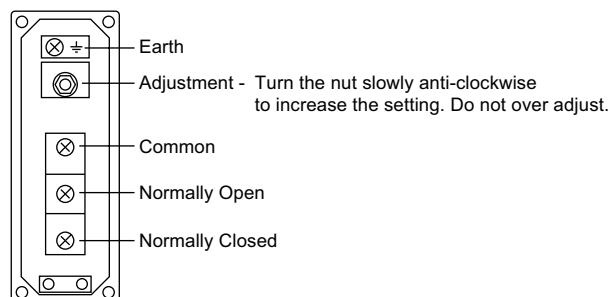 Earth
Adjustment - Turn the nut slowly anti-clockwise
to increase the setting. Do not over adjust.
Common
Normally Open
Normally Closed